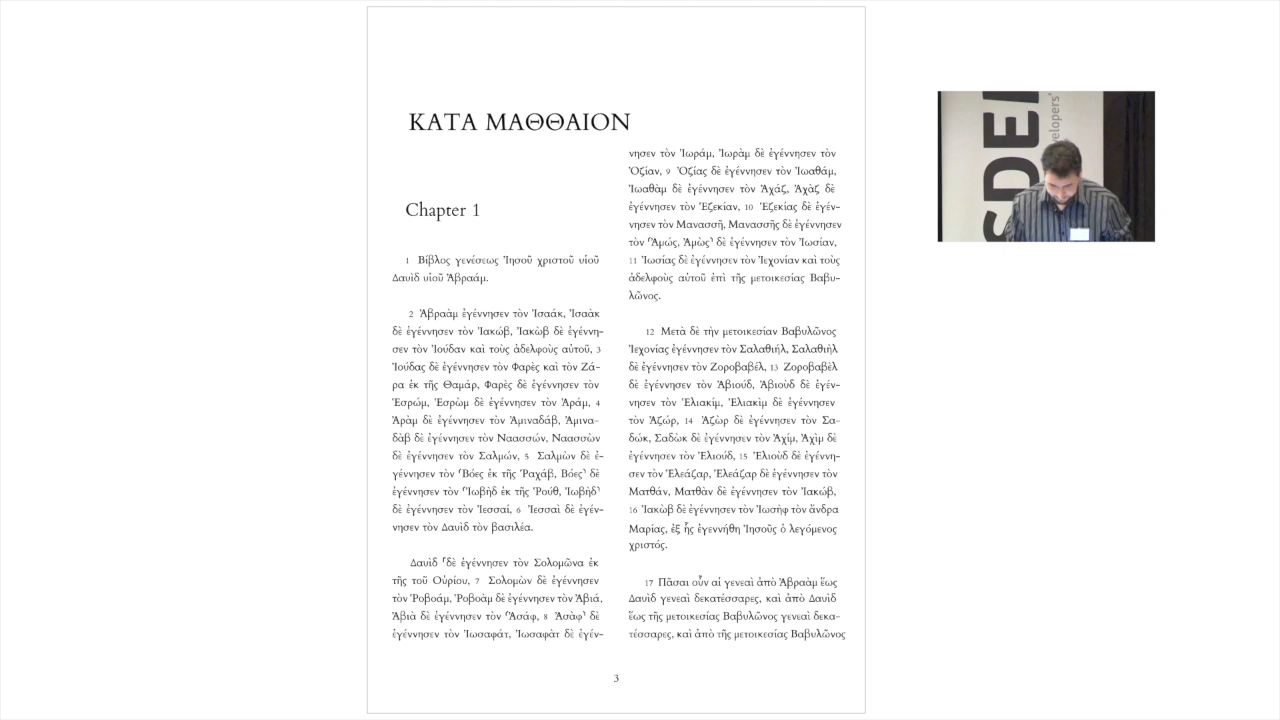 ΚΑΤΑ ΜΑΘΘΑΙΟΝ
Chapter 1
1 Βίβλος γενέσεως Ἰησοῦ χριστοῦ υἱοῦ
Δαυὶδ υἱοῦ Ἀβραάμ.
2 Ἀβραὰμ ἐγέννησεν τὸν Ἰσαάκ, Ἰσαὰκ
δὲ ἐγέννησεν τὸν Ἰακώβ, Ἰακὼβ δὲ ἐγέννη-
σεν τὸν Ἰούδαν καὶ τοὺς ἀδελφοὺς αὐτοῦ, 3
Ἰούδας δὲ ἐγέννησεν τὸν Φαρὲς καὶ τὸν Ζά-
ρα ἐκ τῆς Θαμάρ, Φαρὲς δὲ ἐγέννησεν τὸν
Ἑσρώμ, Ἑσρὼμ δὲ ἐγέννησεν τὸν Ἀράμ, 4
Ἀρὰμ δὲ ἐγέννησεν τὸν Ἀμιναδάβ, Ἀμινα-
δὰβ δὲ ἐγέννησεν τὸν Ναασσών, Ναασσὼν
δὲ ἐγέννησεν τὸν Σαλμών, 5 Σαλμὼν δὲ ἐ-
γέννησεν τὸν ⸂Βόες ἐκ τῆς Ῥαχάβ, Βόες⸃ δὲ
ἐγέννησεν τὸν ⸂Ἰωβὴδ ἐκ τῆς Ῥούθ, Ἰωβὴδ⸃
δὲ ἐγέννησεν τὸν Ἰεσσαί, 6 Ἰεσσαὶ δὲ ἐγέν-
νησεν τὸν Δαυὶδ τὸν βασιλέα.
Δαυὶδ ⸀δὲ ἐγέννησεν τὸν Σολομῶνα ἐκ
τῆς τοῦ Οὐρίου, 7 Σολομὼν δὲ ἐγέννησεν
τὸν Ῥοβοάμ, Ῥοβοὰμ δὲ ἐγέννησεν τὸν Ἀβιά,
Ἀβιὰ δὲ ἐγέννησεν τὸν ⸂Ἀσάφ, 8 Ἀσὰφ⸃ δὲ
ἐγέννησεν τὸν Ἰωσαφάτ, Ἰωσαφὰτ δὲ ἐγέν-
νησεν τὸν Ἰωράμ, Ἰωρὰμ δὲ ἐγέννησεν τὸν
Ὀζίαν, 9 Ὀζίας δὲ ἐγέννησεν τὸν Ἰωαθάμ,
Ἰωαθὰμ δὲ ἐγέννησεν τὸν Ἀχάζ, Ἀχὰζ δὲ
ἐγέννησεν τὸν Ἑζεκίαν, 10 Ἑζεκίας δὲ ἐγέν-
νησεν τὸν Μανασσῆ, Μανασσῆς δὲ ἐγέννησεν
τὸν ⸂Ἀμώς, Ἀμὼς⸃ δὲ ἐγέννησεν τὸν Ἰωσίαν,
11 Ἰωσίας δὲ ἐγέννησεν τὸν Ἰεχονίαν καὶ τοὺς
ἀδελφοὺς αὐτοῦ ἐπὶ τῆς μετοικεσίας Βαβυ-
λῶνος.
12 Μετὰ δὲ τὴν μετοικεσίαν Βαβυλῶνος
Ἰεχονίας ἐγέννησεν τὸν Σαλαθιήλ, Σαλαθιὴλ
δὲ ἐγέννησεν τὸν Ζοροβαβέλ, 13 Ζοροβαβὲλ
δὲ ἐγέννησεν τὸν Ἀβιούδ, Ἀβιοὺδ δὲ ἐγέν-
νησεν τὸν Ἐλιακίμ, Ἐλιακὶμ δὲ ἐγέννησεν
τὸν Ἀζώρ, 14 Ἀζὼρ δὲ ἐγέννησεν τὸν Σα-
δώκ, Σαδὼκ δὲ ἐγέννησεν τὸν Ἀχίμ, Ἀχὶμ δὲ
ἐγέννησεν τὸν Ἐλιούδ, 15 Ἐλιοὺδ δὲ ἐγέννη-
σεν τὸν Ἐλεάζαρ, Ἐλεάζαρ δὲ ἐγέννησεν τὸν
Ματθάν, Ματθὰν δὲ ἐγέννησεν τὸν Ἰακώβ,
16 Ἰακὼβ δὲ ἐγέννησεν τὸν Ἰωσὴφ τὸν ἄνδρα
Μαρίας, ἐξ ἧς ἐγεννήθη Ἰησοῦς ὁ λεγόμενος
χριστός.
17 Πᾶσαι οὖν αἱ γενεαὶ ἀπὸ Ἀβραὰμ ἕως
Δαυὶδ γενεαὶ δεκατέσσαρες, καὶ ἀπὸ Δαυὶδ
ἕως τῆς μετοικεσίας Βαβυλῶνος γενεαὶ δεκα-
τέσσαρες, καὶ ἀπὸ τῆς μετοικεσίας Βαβυλῶνος
3
elopers'